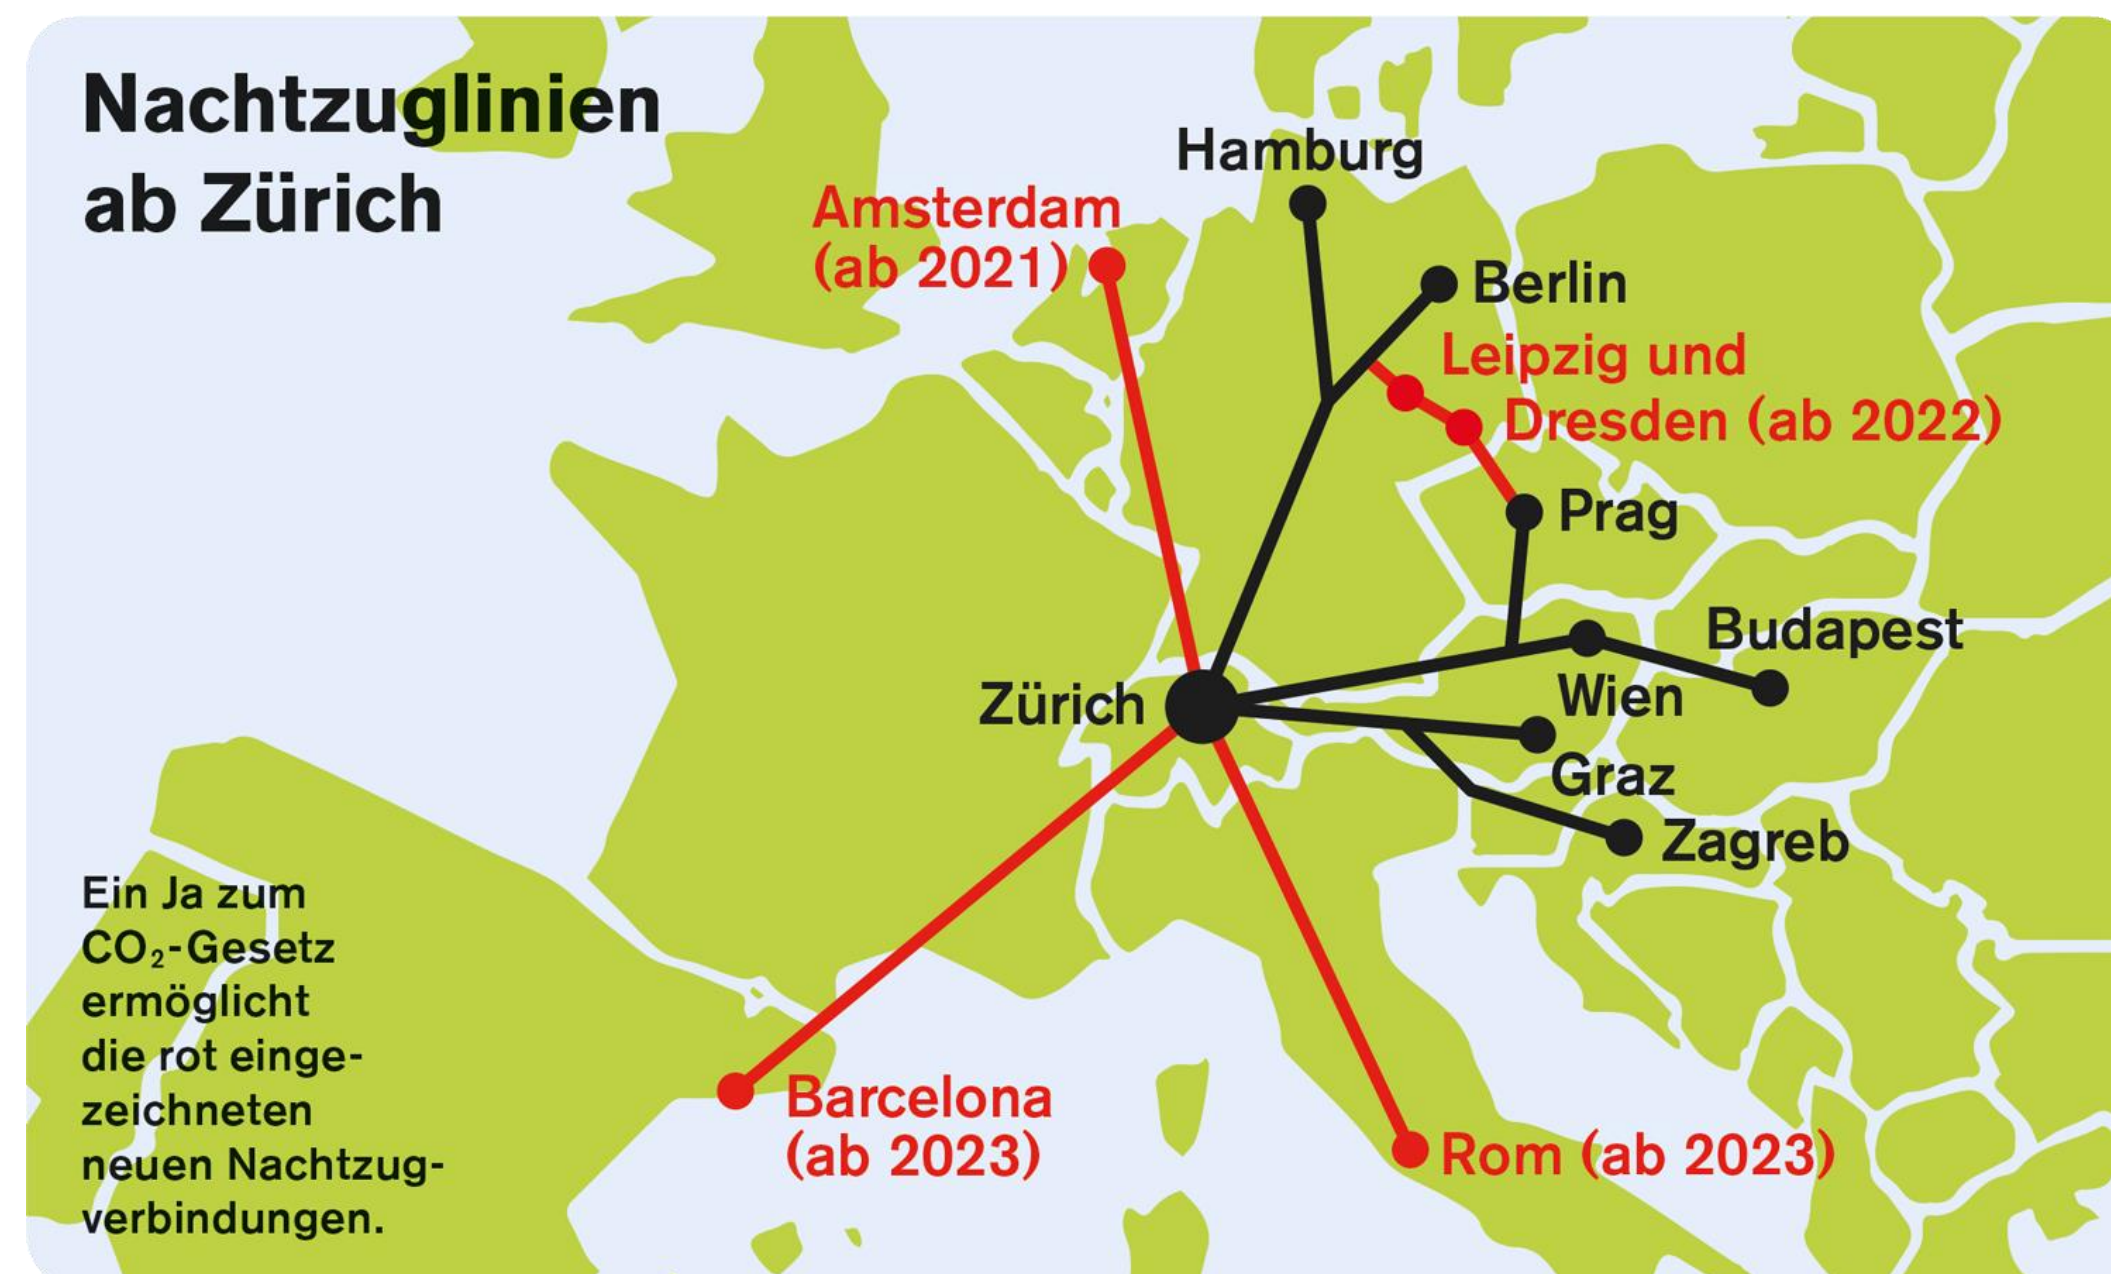 Nachtzuglinien
ab Zürich
Hamburg
Amsterdam
(ab 2021)
Berlin
Leipzig und
Dresden (ab 2022)
Prag
Budapest
Wien
Zürich
Graz
Zagreb
Ein Ja zum
CO₂-Gesetz
ermöglicht
die rot einge-
zeichneten
neuen Nachtzug-
verbindungen.
Barcelona
(ab 2023)
Rom (ab 2023)